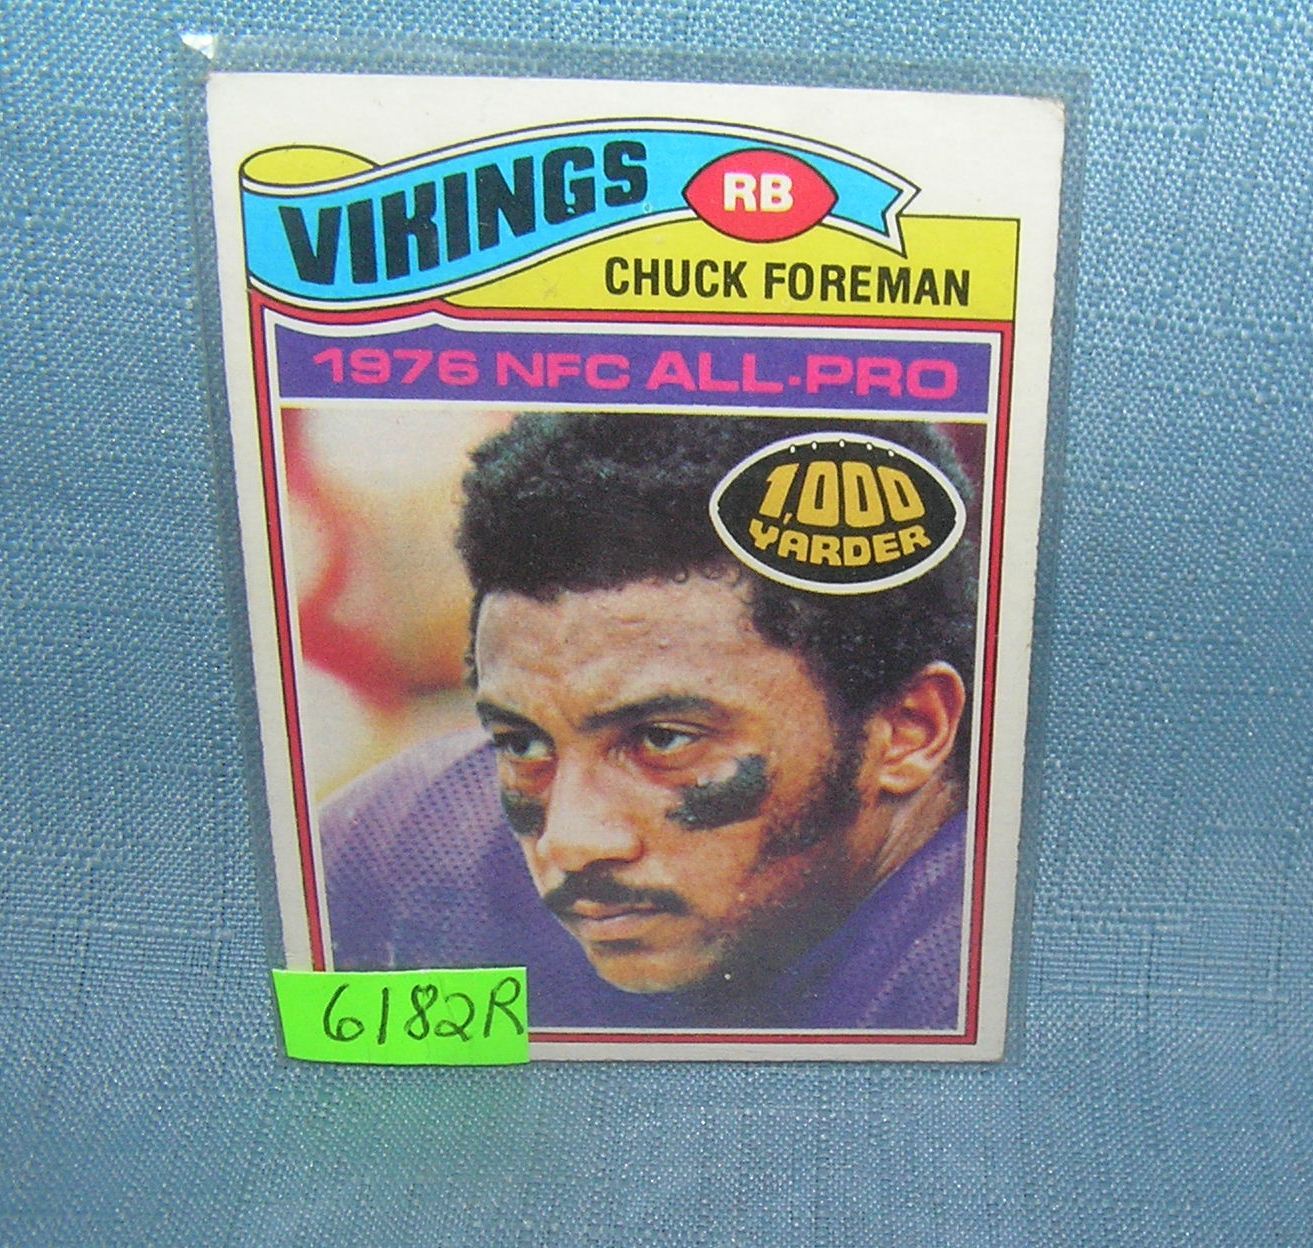 VIKINGS
RB
CHUCK FOREMAN
1976 NFC ALL-PRO
1,000
YARDER
6182R